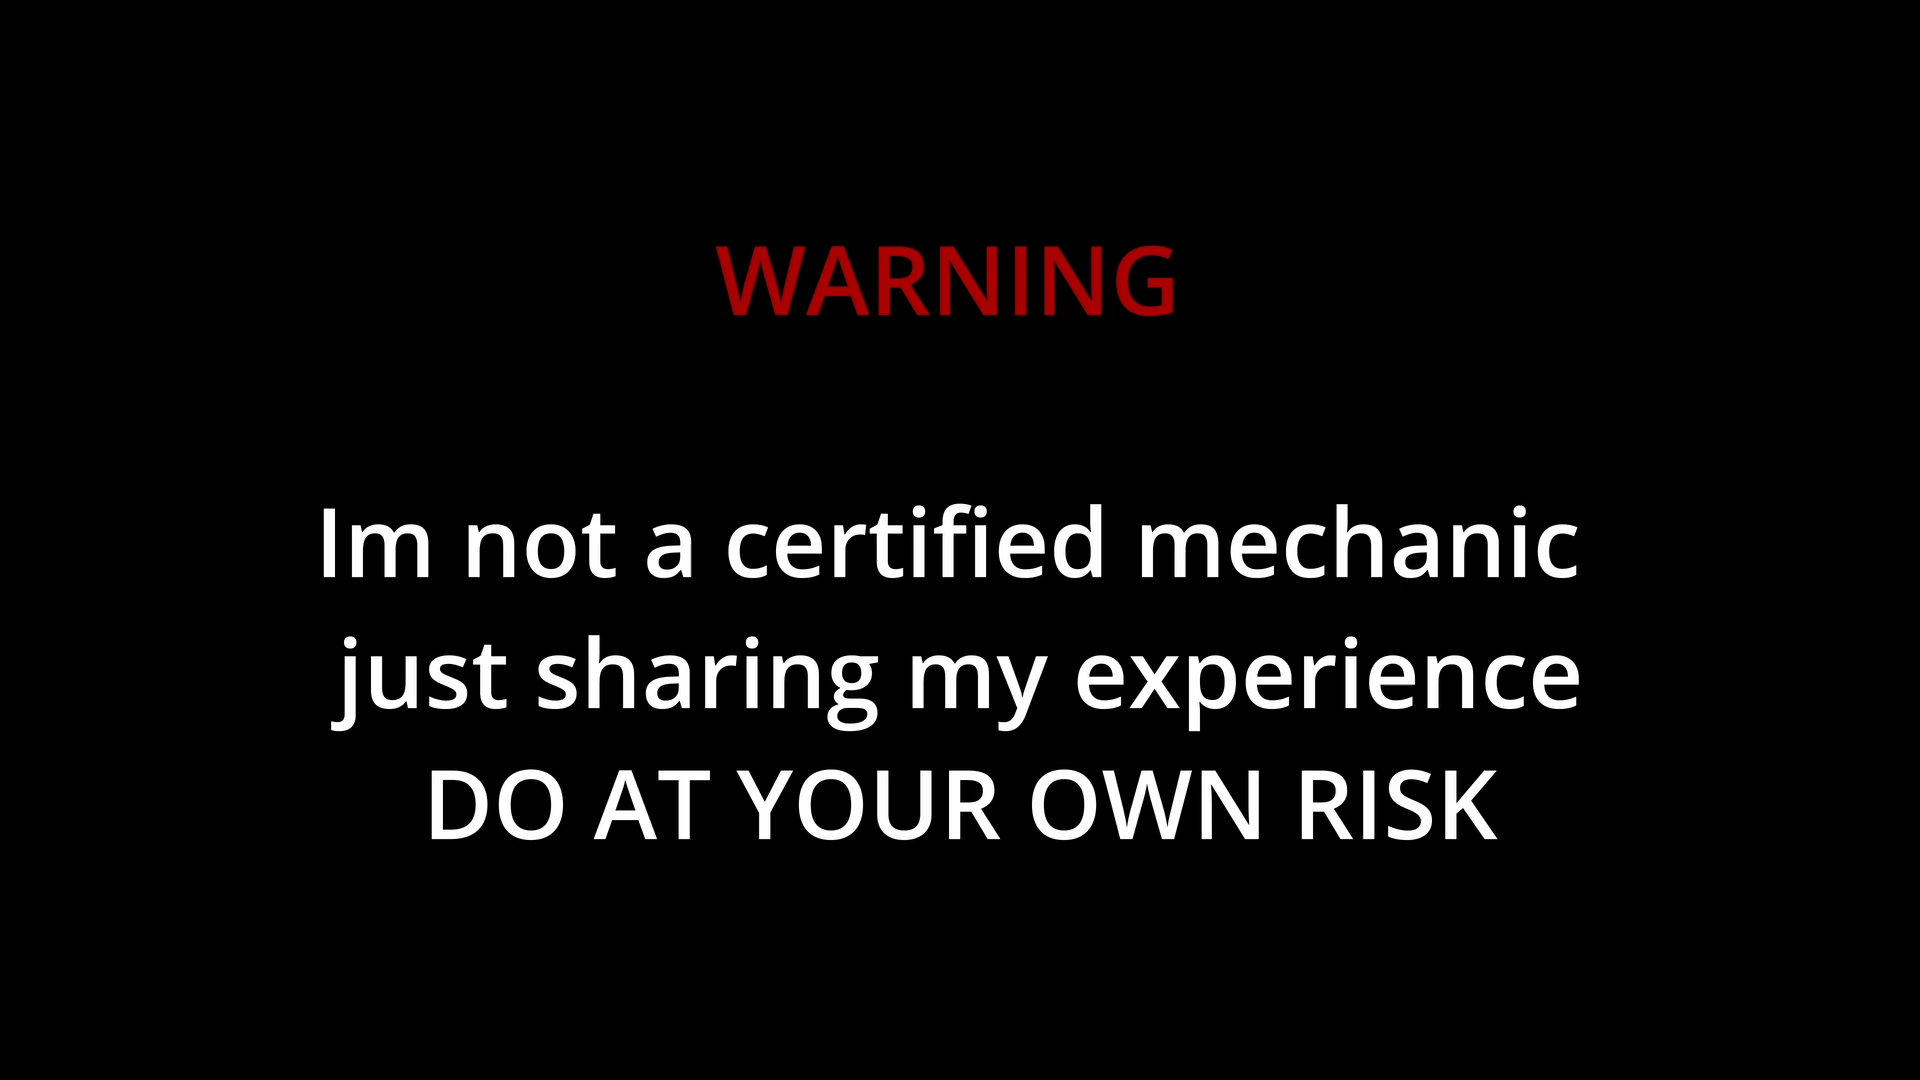 WARNING
Im not a certified mechanic
just sharing my experience
DO AT YOUR OWN RISK